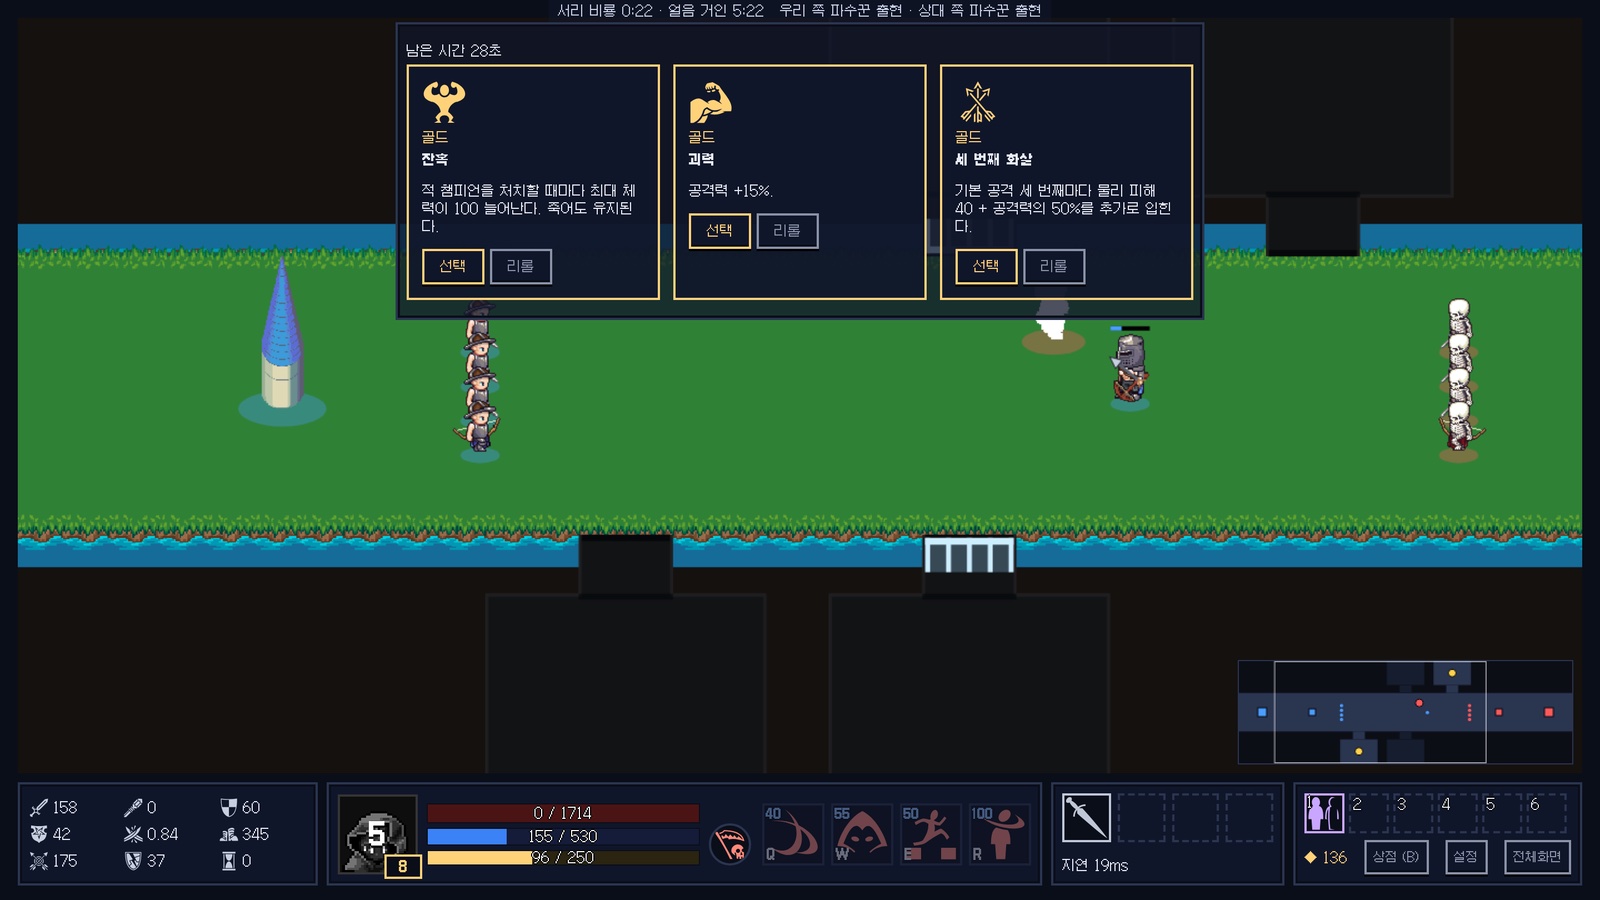 서리 비룡 0:22 · 얼음 거인 5:22 우리 쪽 파수꾼 출현 · 상대 쪽 파수꾼 출현
남은 시간 28초
골드
잔혹
적 챔피언을 처치할 때마다 최대 체
력이 100 늘어난다. 죽어도 유지된
다.
선택 리롤
골드
괴력
공격력 +15%.
선택 리롤
골드
세 번째 화살
기본 공격 세 번째마다 물리 피해
40 + 공격력의 50%를 추가로 입힌
다.
선택 리롤
158 0 60
42 0.84 345
175 37 0
5
8
0 / 1714
155 / 530
96 / 250
40 Q
55 W
50 E
100 R
지연 19ms
1 2 3 4 5 6
136 상점 (B) 설정 전체화면